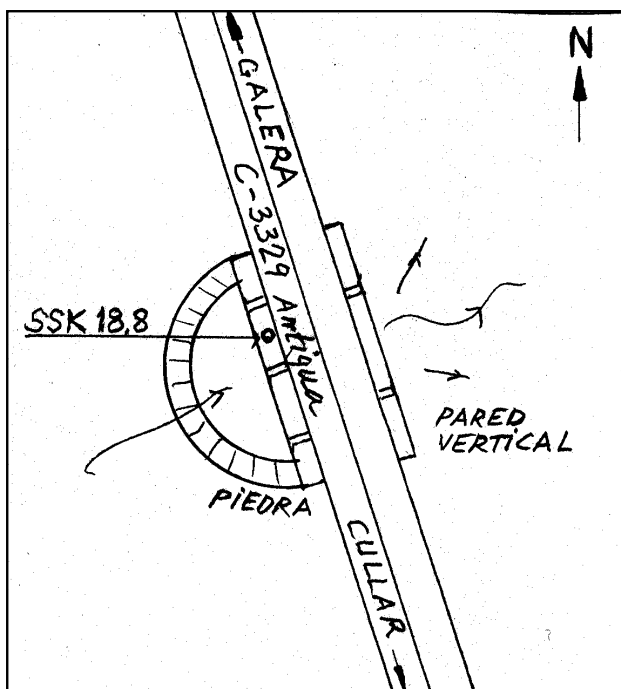 N
GALERA
C-3329 Antigua
SSK 18,8
PARED
VERTICAL
PIEDRA
CULLAR